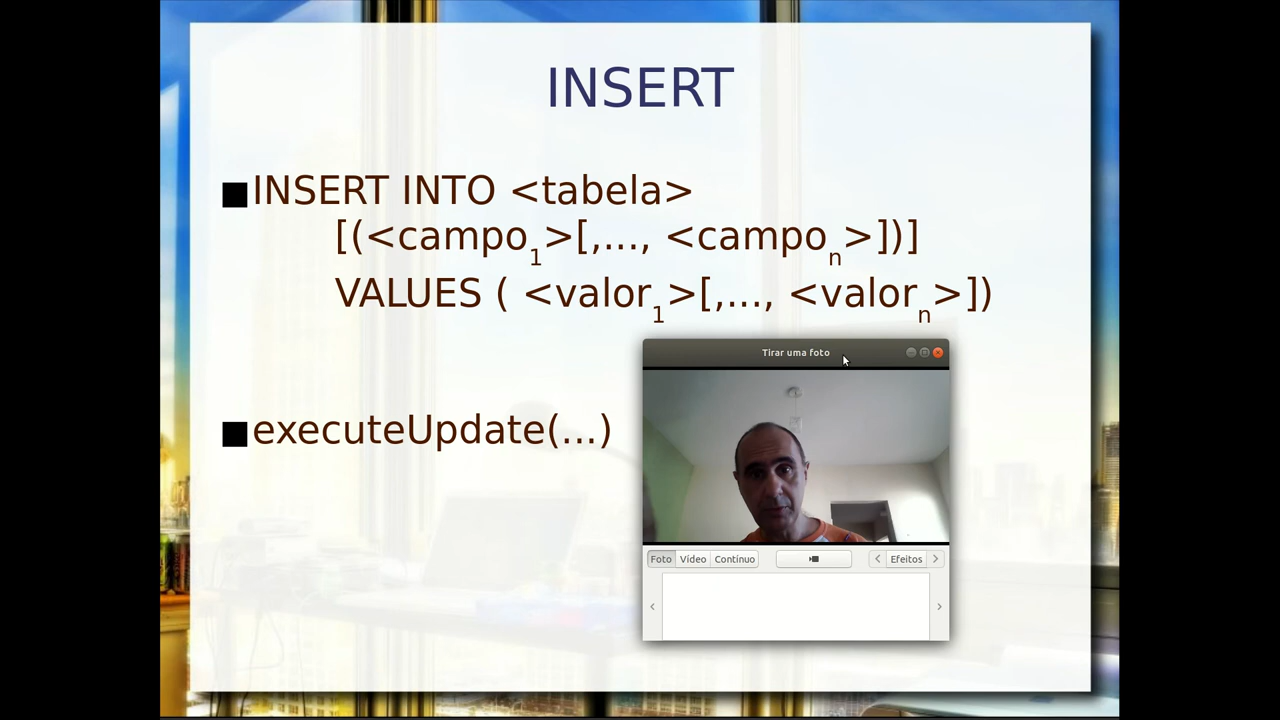 INSERT
■INSERT INTO <tabela>
[(<campo1>[,..., <campon>])]
VALUES ( <valor1>[,..., <valorn>])
■executeUpdate(...)
Tirar uma foto
Foto Vídeo Contínuo Efeitos